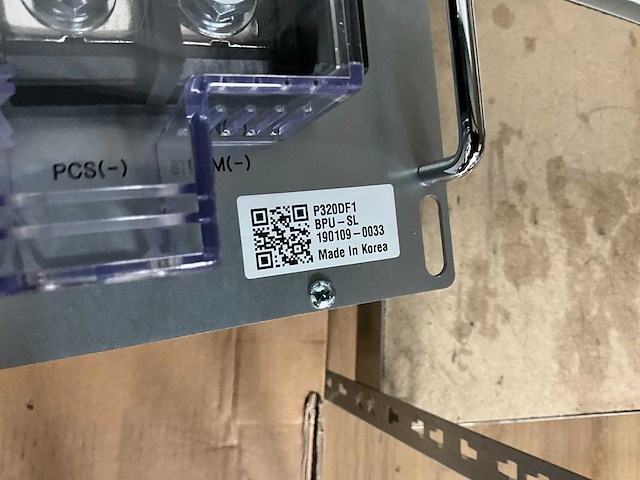 PCS(-)
M(-)
P320DF1
BPU-SL
190109-0033
Made In Korea